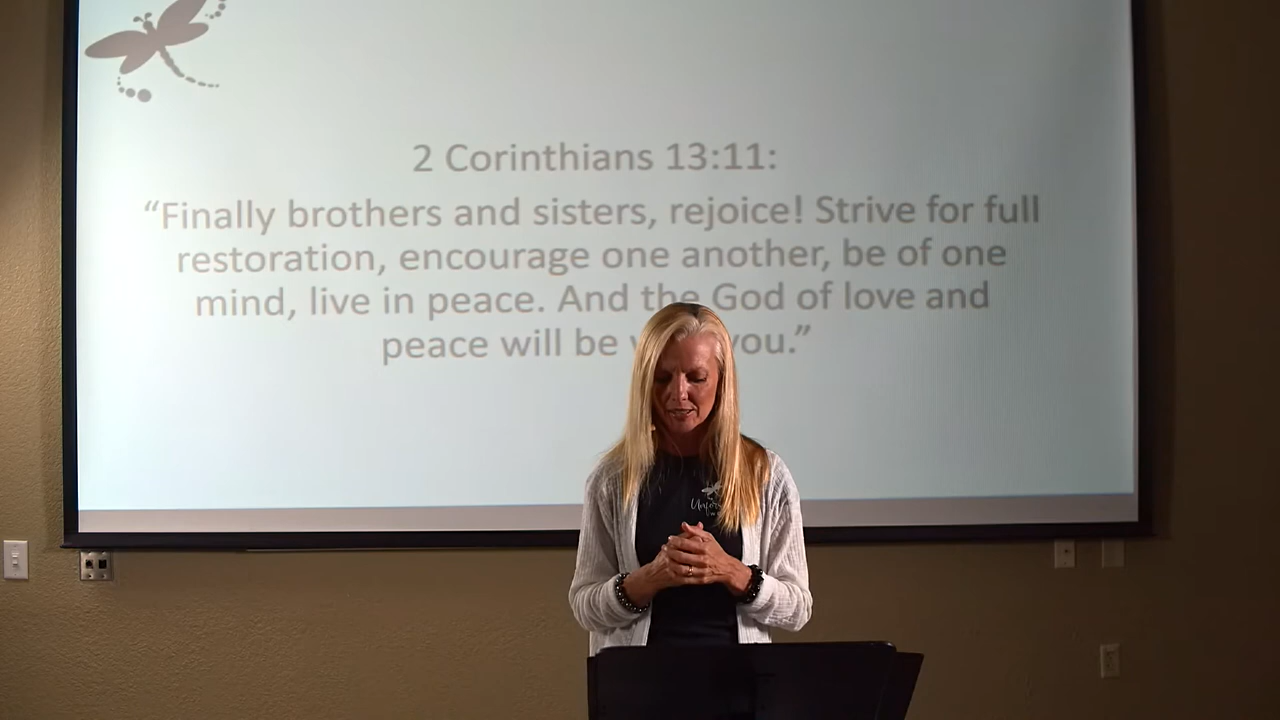 2 Corinthians 13:11:
“Finally brothers and sisters, rejoice! Strive for full
restoration, encourage one another, be of one
mind, live in peace. And the God of love and
peace will be you.”